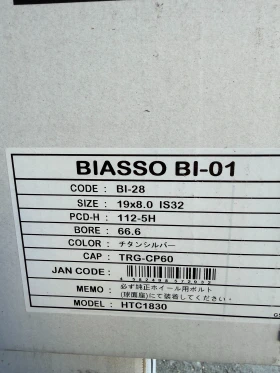 BIASSO BI-01
CODE : BI-28
SIZE : 19x8.0 IS32
PCD-H : 112-5H
BORE : 66.6
COLOR : チタンシルバー
CAP : TRG-CP60
JAN CODE :
MEMO : 必ず純正ホイール用ボルト
(球面座)にて装着してください。
MODEL : HTC1830